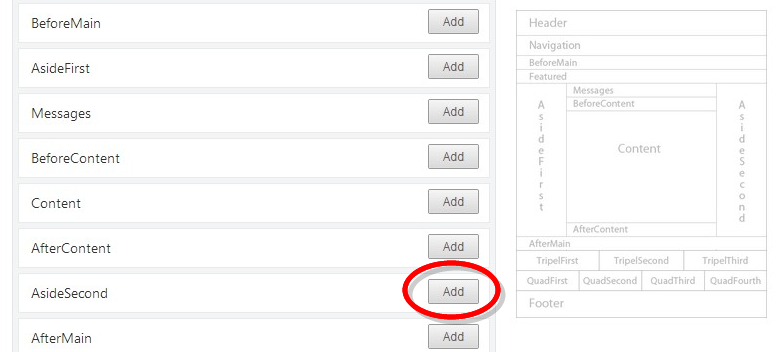 BeforeMain Add
AsideFirst Add
Messages Add
BeforeContent Add
Content Add
AfterContent Add
AsideSecond Add
AfterMain Add
Header
Navigation
BeforeMain
Featured
AsideFirst
Messages
BeforeContent
Content
AfterContent
AsideSecond
AfterMain
TripelFirst TripelSecond TripelThird
QuadFirst QuadSecond QuadThird QuadFourth
Footer